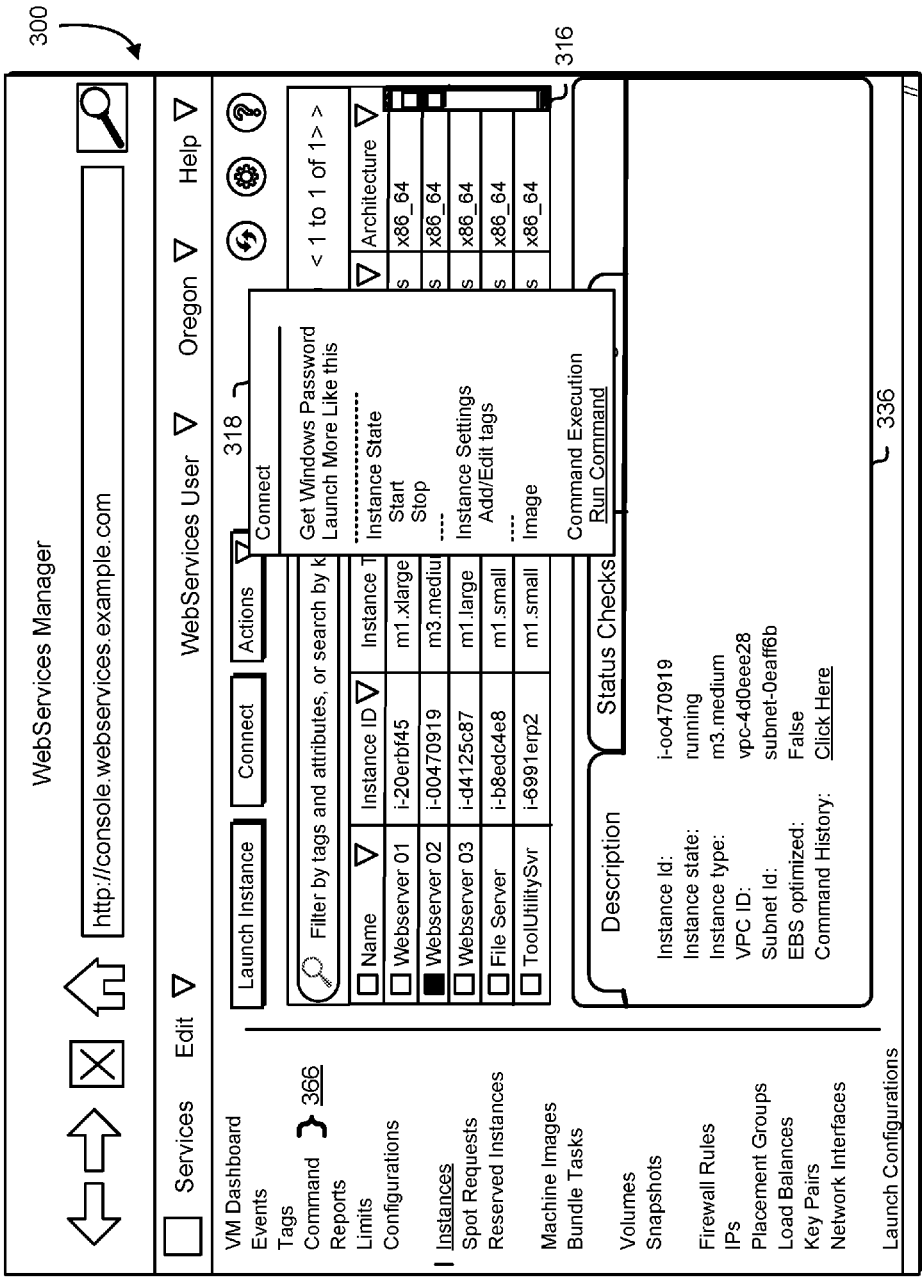 300
WebServices Manager
http://console.webservices.example.com
Services Edit WebServices User Oregon Help
VM Dashboard
Events
Tags
Command 366
Reports
Limits
Configurations
Instances
Spot Requests
Reserved Instances
Machine Images
Bundle Tasks
Volumes
Snapshots
Firewall Rules
IPs
Placement Groups
Load Balances
Key Pairs
Network Interfaces
Launch Configurations
Launch Instance Connect Actions
318
Filter by tags and attributes, or search by k < 1 to 1 of 1> >
Name Instance ID Instance T Architecture
Webserver 01 i-20erbf45 m1.xlarge s x86_64
Webserver 02 i-00470919 m3.mediu s x86_64
Webserver 03 i-d4125c87 m1.large s x86_64
File Server i-b8edc4e8 m1.small s x86_64
ToolUtilitySvr i-6991erp2 m1.small s x86_64
316
Connect
Get Windows Password
Launch More Like this
Instance State
Start
Stop
Instance Settings
Add/Edit tags
Image
Command Execution
Run Command
Description Status Checks
Instance Id: i-oo470919
Instance state: running
Instance type: m3.medium
VPC ID: vpc-4d0eee28
Subnet Id: subnet-0eaff6b
EBS optimized: False
Command History: Click Here
336